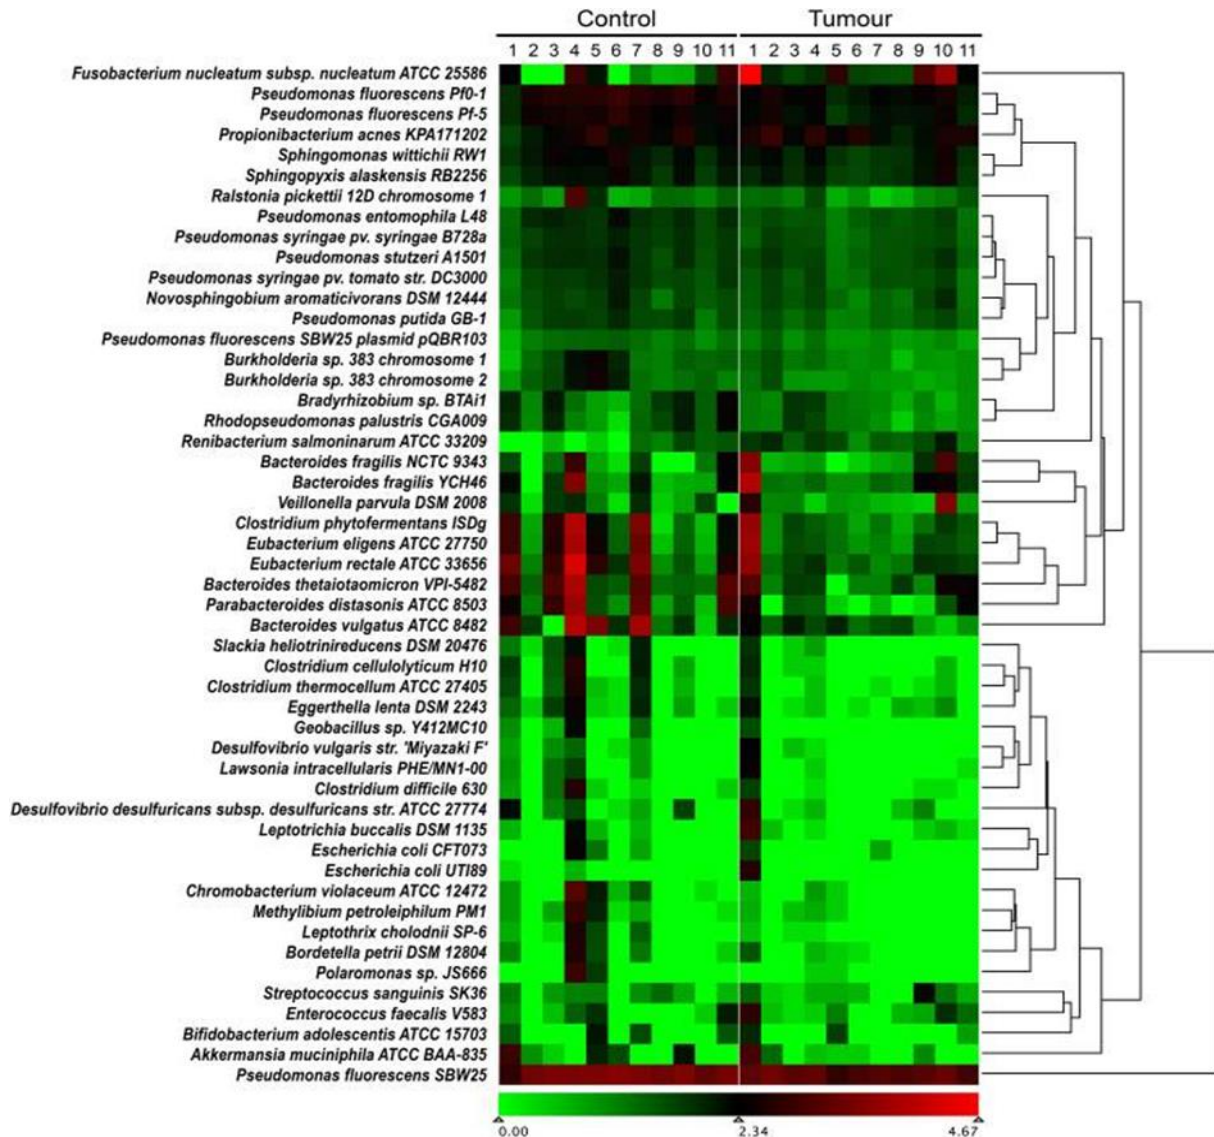 Control Tumour
1 2 3 4 5 6 7 8 9 10 11 1 2 3 4 5 6 7 8 9 10 11
Fusobacterium nucleatum subsp. nucleatum ATCC 25586
Pseudomonas fluorescens Pf0-1
Pseudomonas fluorescens Pf-5
Propionibacterium acnes KPA171202
Sphingomonas wittichii RW1
Sphingopyxis alaskensis RB2256
Ralstonia pickettii 12D chromosome 1
Pseudomonas entomophila L48
Pseudomonas syringae pv. syringae B728a
Pseudomonas stutzeri A1501
Pseudomonas syringae pv. tomato str. DC3000
Novosphingobium aromaticivorans DSM 12444
Pseudomonas putida GB-1
Pseudomonas fluorescens SBW25 plasmid pQBR103
Burkholderia sp. 383 chromosome 1
Burkholderia sp. 383 chromosome 2
Bradyrhizobium sp. BTAi1
Rhodopseudomonas palustris CGA009
Renibacterium salmoninarum ATCC 33209
Bacteroides fragilis NCTC 9343
Bacteroides fragilis YCH46
Veillonella parvula DSM 2008
Clostridium phytofermentans ISDg
Eubacterium eligens ATCC 27750
Eubacterium rectale ATCC 33656
Bacteroides thetaiotaomicron VPI-5482
Parabacteroides distasonis ATCC 8503
Bacteroides vulgatus ATCC 8482
Slackia heliotrinireducens DSM 20476
Clostridium cellulolyticum H10
Clostridium thermocellum ATCC 27405
Eggerthella lenta DSM 2243
Geobacillus sp. Y412MC10
Desulfovibrio vulgaris str. 'Miyazaki F'
Lawsonia intracellularis PHE/MN1-00
Clostridium difficile 630
Desulfovibrio desulfuricans subsp. desulfuricans str. ATCC 27774
Leptotrichia buccalis DSM 1135
Escherichia coli CFT073
Escherichia coli UTI89
Chromobacterium violaceum ATCC 12472
Methylibium petroleiphilum PM1
Leptothrix cholodnii SP-6
Bordetella petrii DSM 12804
Polaromonas sp. JS666
Streptococcus sanguinis SK36
Enterococcus faecalis V583
Bifidobacterium adolescentis ATCC 15703
Akkermansia muciniphila ATCC BAA-835
Pseudomonas fluorescens SBW25
0.00 2.34 4.67